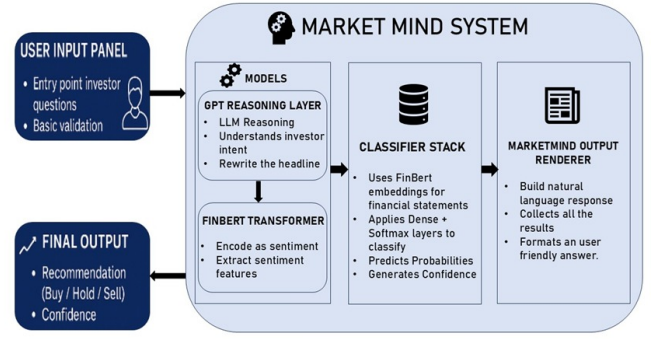 MARKET MIND SYSTEM
USER INPUT PANEL
• Entry point investor
questions
• Basic validation
MODELS
GPT REASONING LAYER
• LLM Reasoning
• Understands investor
intent
• Rewrite the headline
FINBERT TRANSFORMER
• Encode as sentiment
• Extract sentiment
features
CLASSIFIER STACK
• Uses FinBert
embeddings for
financial statements
• Applies Dense +
Softmax layers to
classify
• Predicts Probabilities
• Generates Confidence
MARKETMIND OUTPUT
RENDERER
• Build natural
language response
• Collects all the
results
• Formats an user
friendly answer.
FINAL OUTPUT
• Recommendation
(Buy / Hold / Sell)
• Confidence